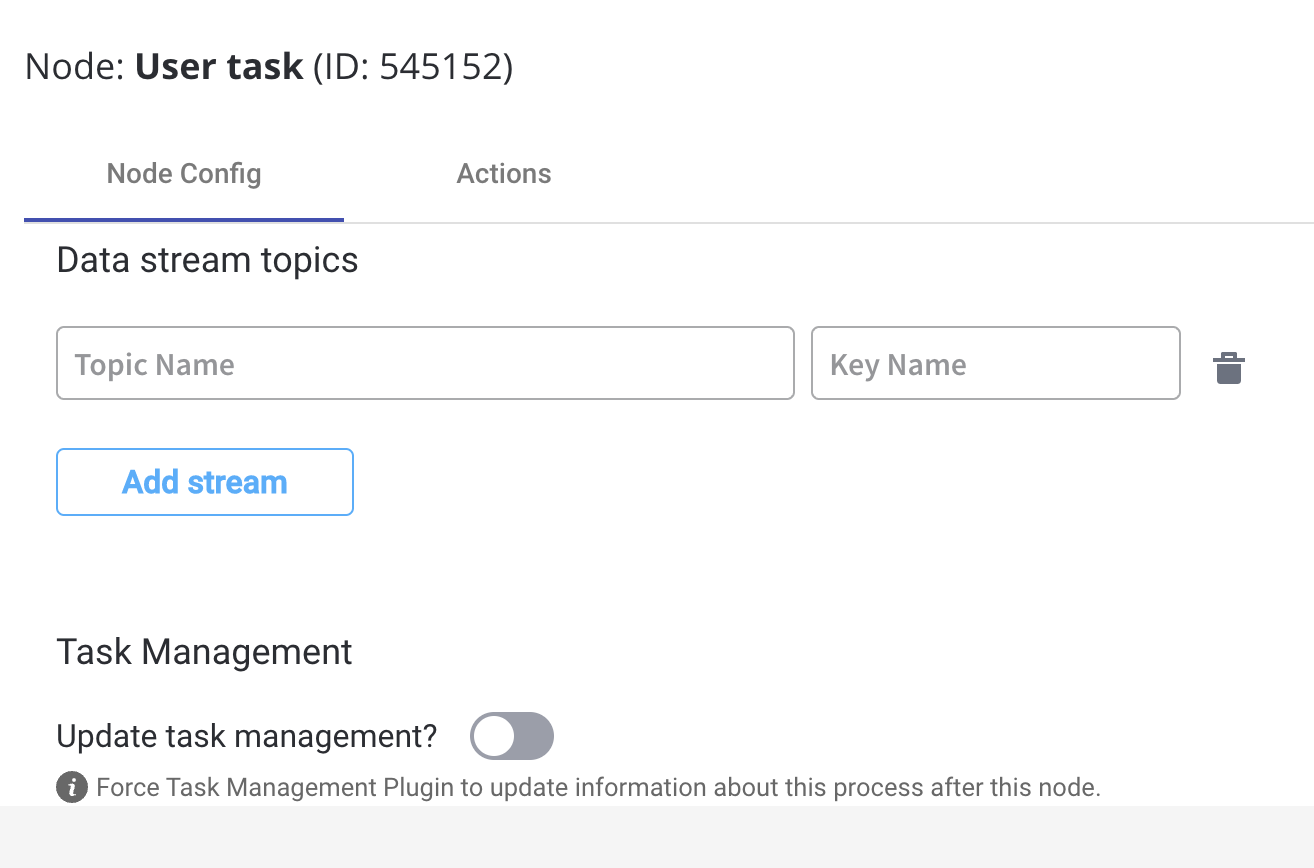 Node: User task (ID: 545152)
Node Config Actions
Data stream topics
Topic Name Key Name
Add stream
Task Management
Update task management?
Force Task Management Plugin to update information about this process after this node.